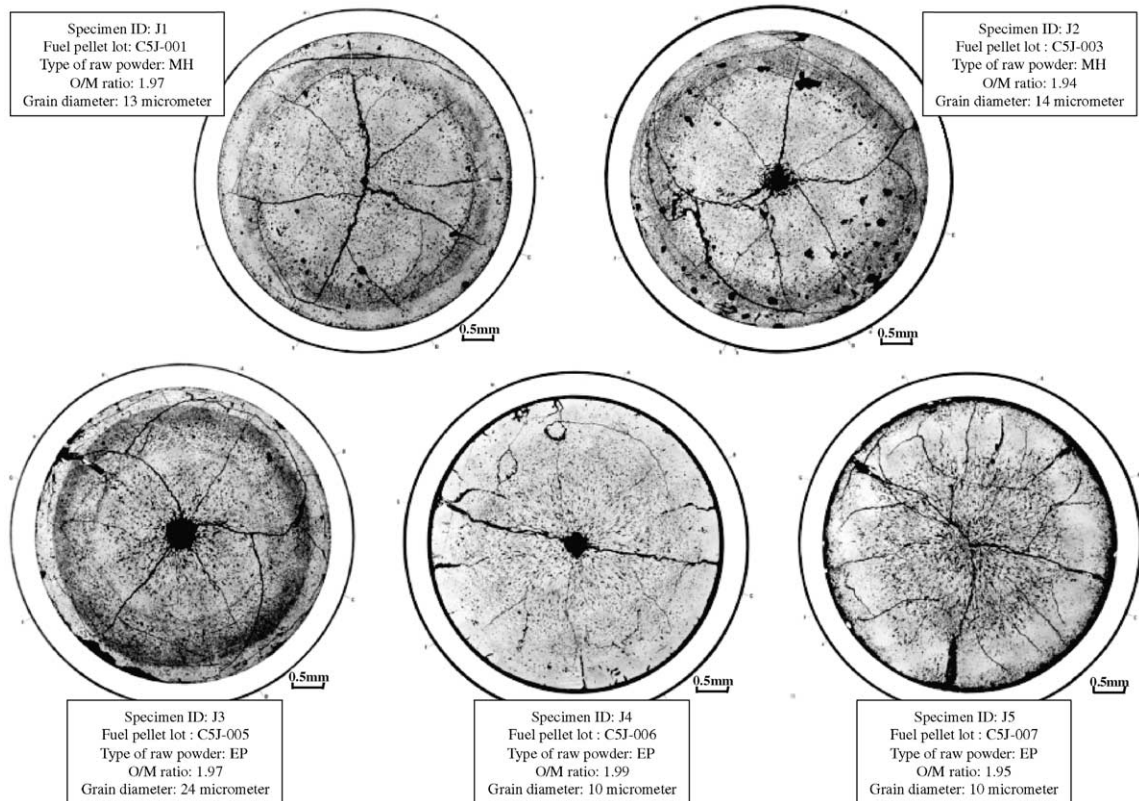 Specimen ID: J1
Fuel pellet lot: C5J-001
Type of raw powder: MH
O/M ratio: 1.97
Grain diameter: 13 micrometer
0.5mm
Specimen ID: J2
Fuel pellet lot : C5J-003
Type of raw powder: MH
O/M ratio: 1.94
Grain diameter: 14 micrometer
0.5mm
0.5mm
Specimen ID: J3
Fuel pellet lot : C5J-005
Type of raw powder: EP
O/M ratio: 1.97
Grain diameter: 24 micrometer
0.5mm
Specimen ID: J4
Fuel pellet lot : C5J-006
Type of raw powder: EP
O/M ratio: 1.99
Grain diameter: 10 micrometer
0.5mm
Specimen ID: J5
Fuel pellet lot : C5J-007
Type of raw powder: EP
O/M ratio: 1.95
Grain diameter: 10 micrometer